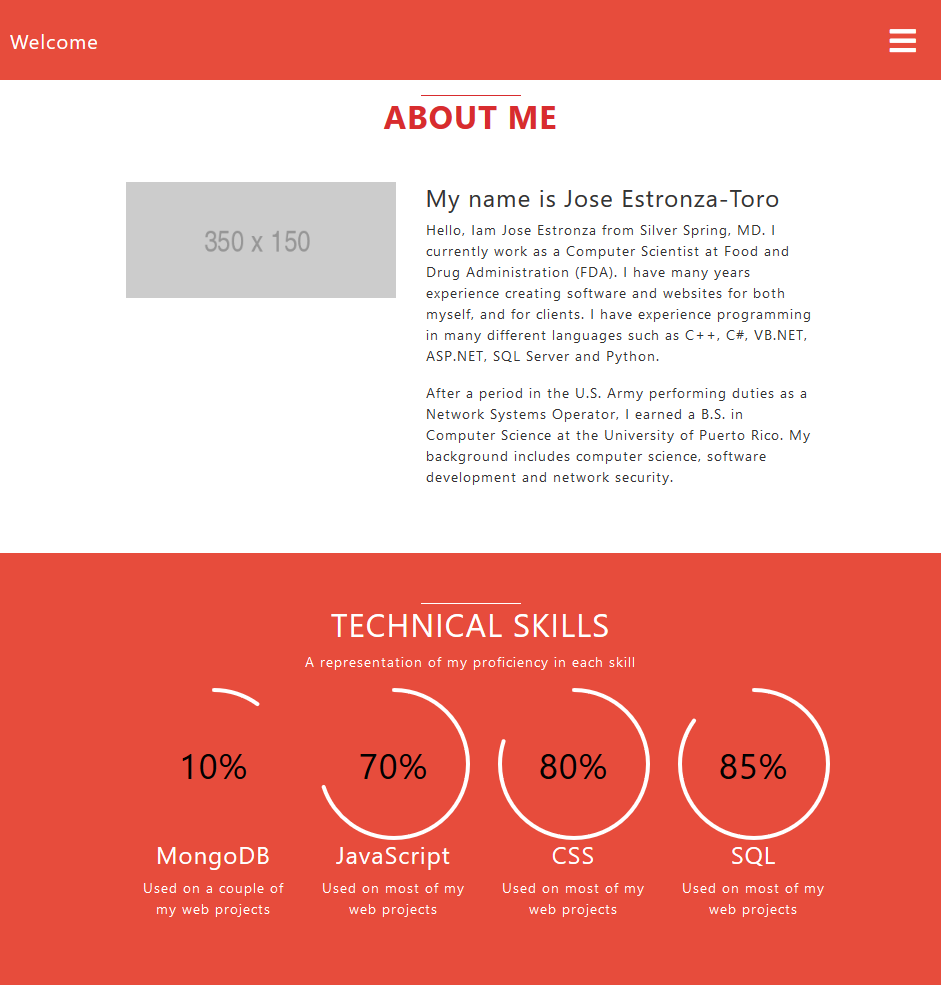 Welcome
ABOUT ME
350 x 150
My name is Jose Estronza-Toro
Hello, Iam Jose Estronza from Silver Spring, MD. I
currently work as a Computer Scientist at Food and
Drug Administration (FDA). I have many years
experience creating software and websites for both
myself, and for clients. I have experience programming
in many different languages such as C++, C#, VB.NET,
ASP.NET, SQL Server and Python.
After a period in the U.S. Army performing duties as a
Network Systems Operator, I earned a B.S. in
Computer Science at the University of Puerto Rico. My
background includes computer science, software
development and network security.
TECHNICAL SKILLS
A representation of my proficiency in each skill
10%
70%
80%
85%
MongoDB
JavaScript
CSS
SQL
Used on a couple of
my web projects
Used on most of my
web projects
Used on most of my
web projects
Used on most of my
web projects